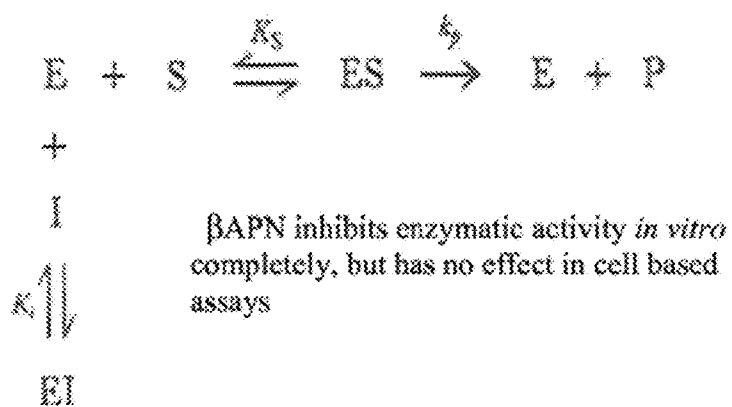 K_S k_p
E + S ⇌ ES → E + P
+
I
βAPN inhibits enzymatic activity in vitro
completely, but has no effect in cell based
assays
K_i ⇌
EI